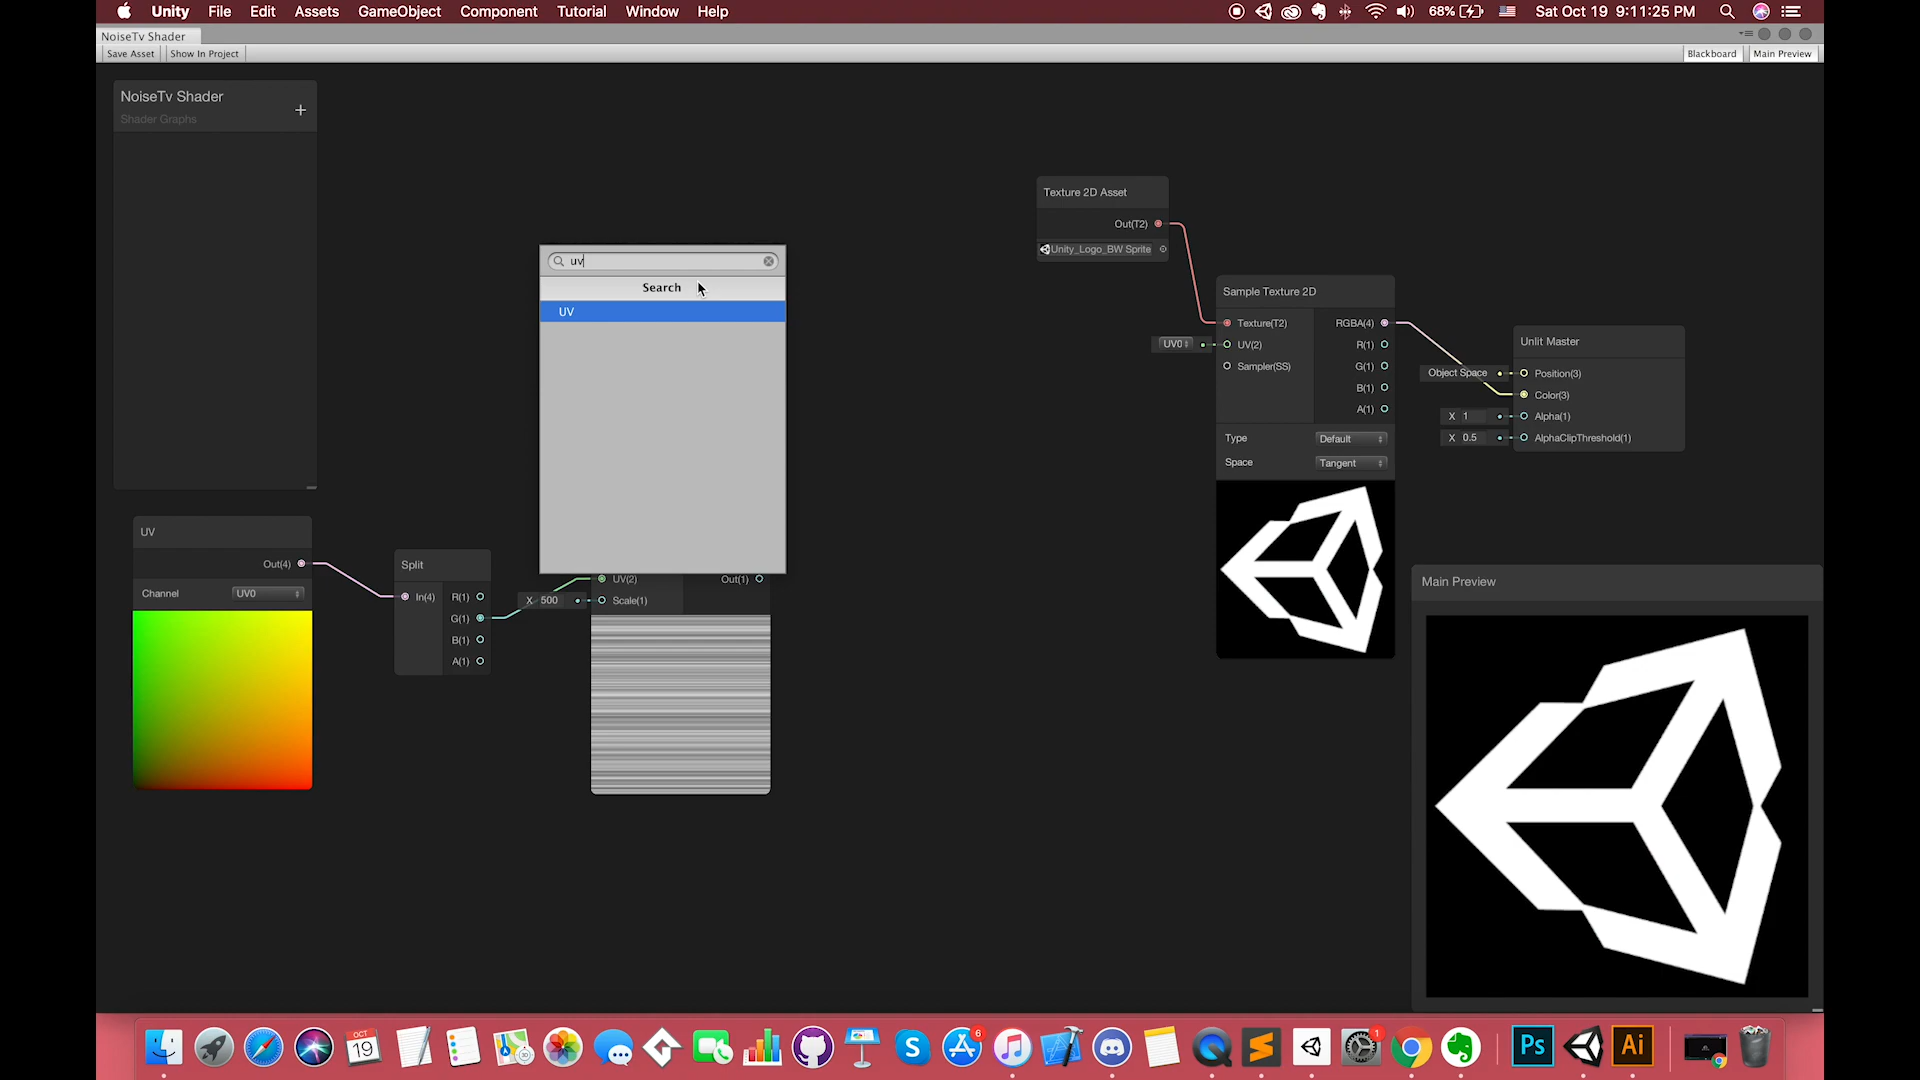 Unity File Edit Assets GameObject Component Tutorial Window Help 68% Sat Oct 19 9:11:25 PM
NoiseTv Shader
Save Asset Show In Project Blackboard Main Preview
NoiseTv Shader +
Shader Graphs
Texture 2D Asset
Out(T2)
Unity_Logo_BW Sprite
uv
Search
UV
Sample Texture 2D
Texture(T2) RGBA(4)
UV0 UV(2) R(1)
Sampler(SS) G(1)
B(1)
A(1)
Type Default
Space Tangent
Unlit Master
Object Space Position(3)
Color(3)
X 1 Alpha(1)
X 0.5 AlphaClipThreshold(1)
UV
Out(4)
Channel UV0
Split
In(4) R(1)
G(1)
B(1)
A(1)
UV(2) Out(1)
X 500 Scale(1)
Main Preview
OCT
19
30
S
6
1
Ps
Ai